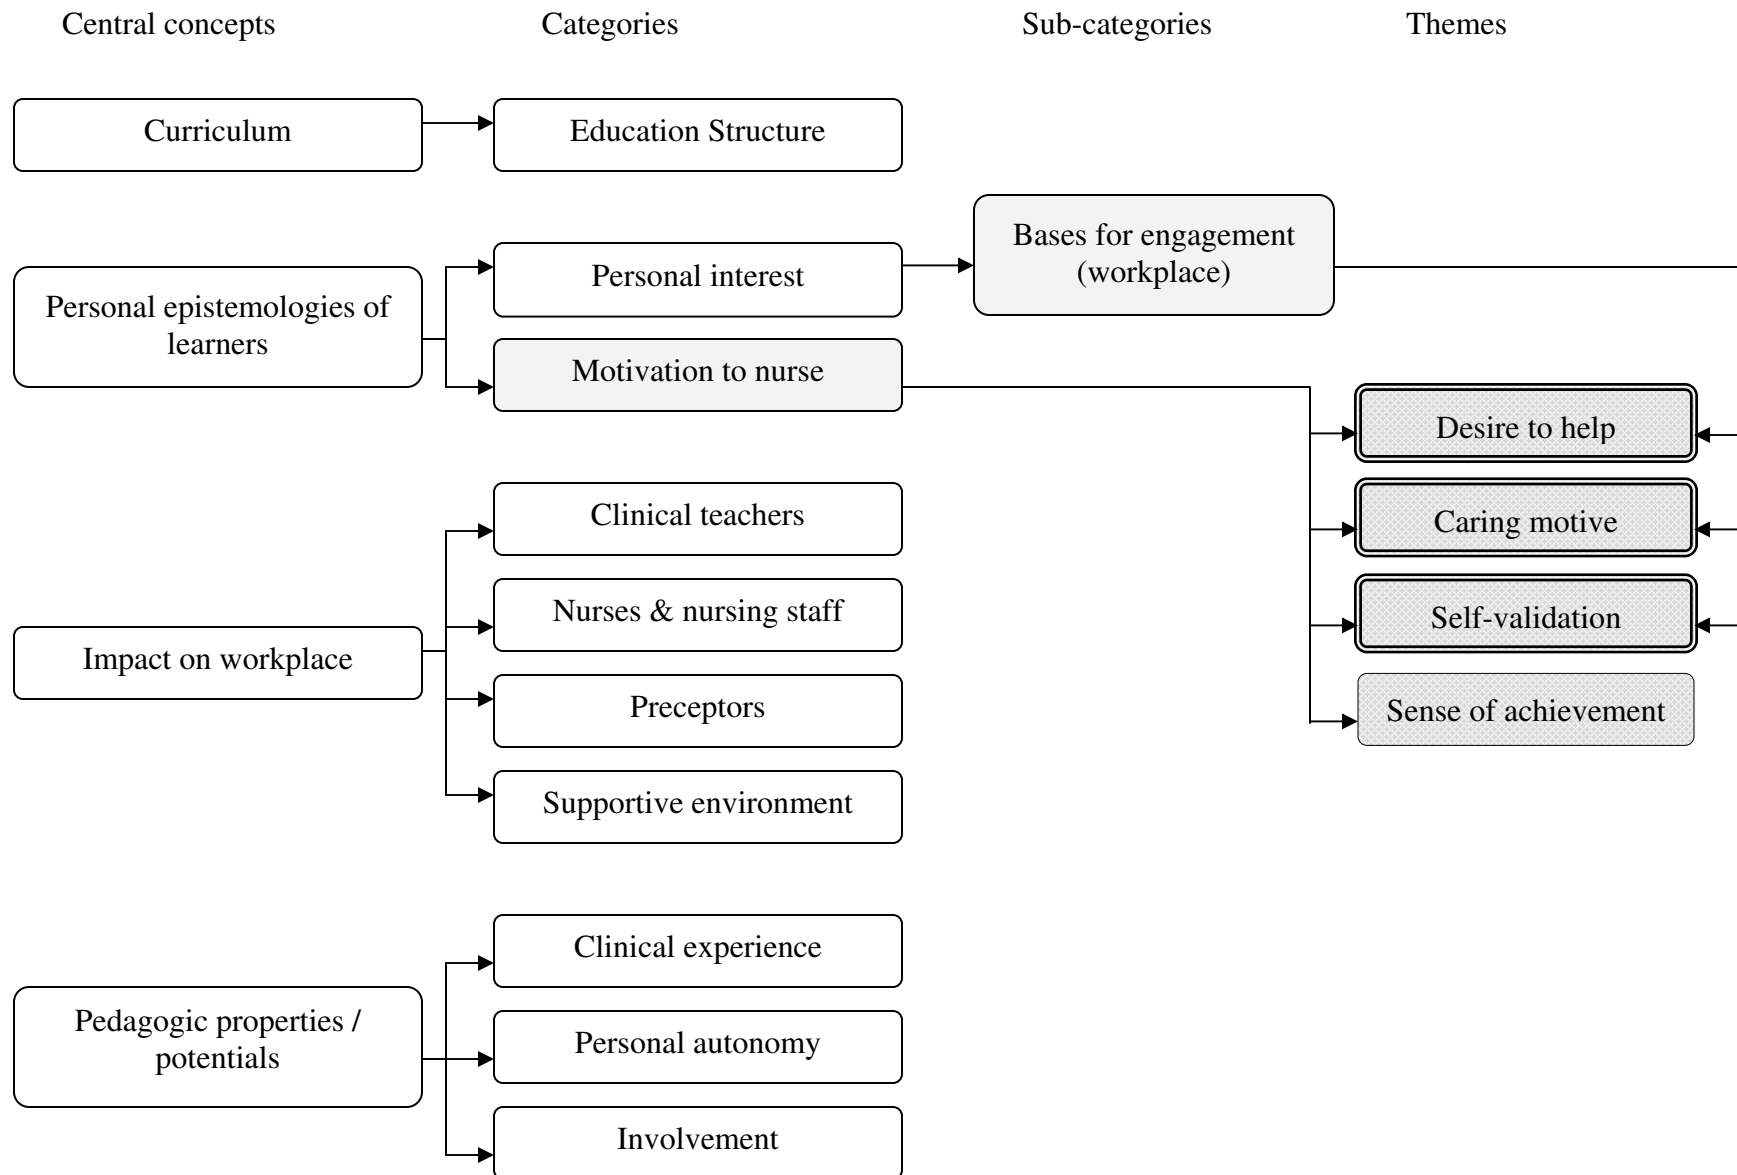 Central concepts
Categories
Sub-categories
Themes
Curriculum
Education Structure
Personal epistemologies of
learners
Personal interest
Bases for engagement
(workplace)
Motivation to nurse
Desire to help
Caring motive
Self-validation
Sense of achievement
Impact on workplace
Clinical teachers
Nurses & nursing staff
Preceptors
Supportive environment
Pedagogic properties /
potentials
Clinical experience
Personal autonomy
Involvement